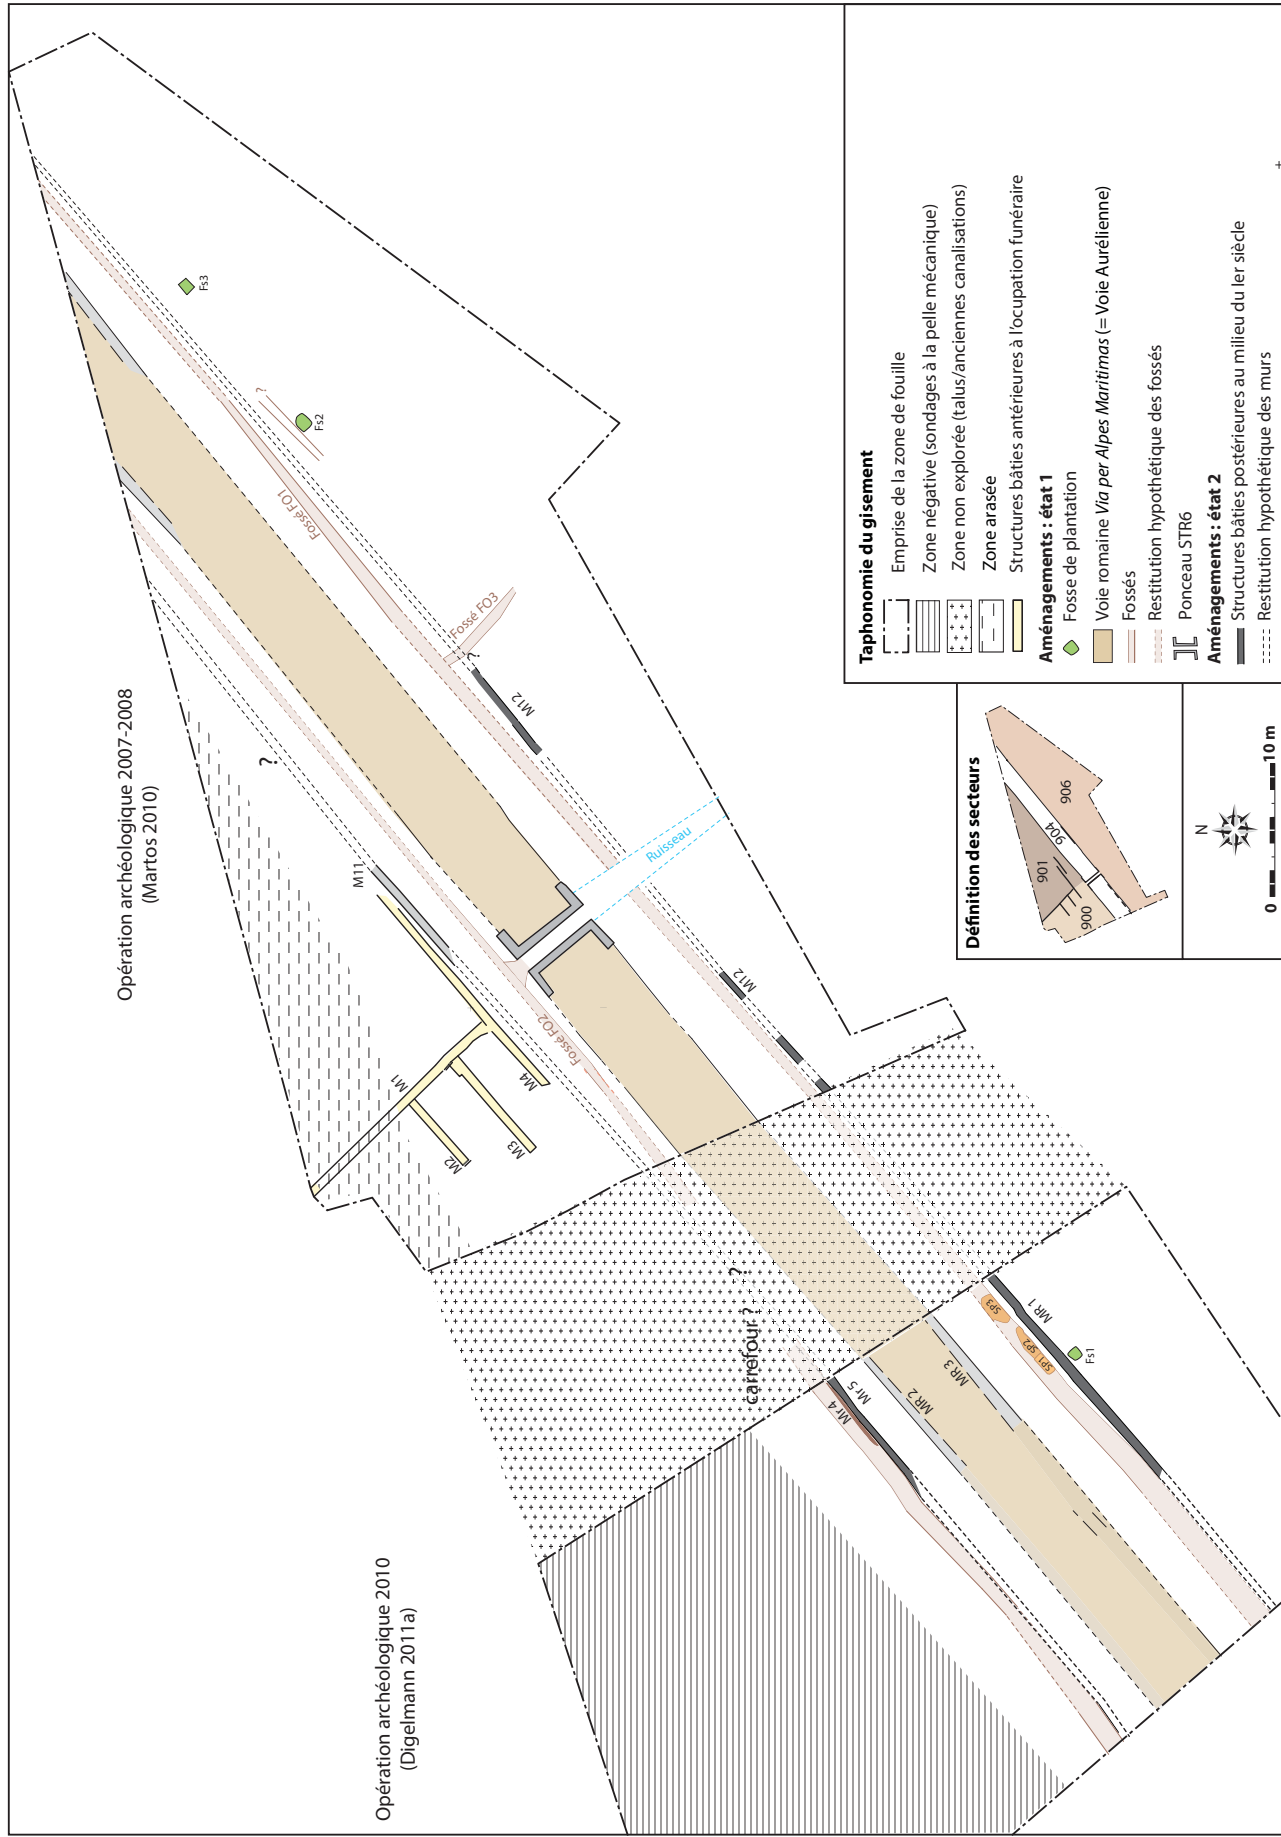 Opération archéologique 2010
(Digelmann 2011a)
Opération archéologique 2007-2008
(Martos 2010)
M1
M2
M3
M4
M11
?
Fossé FO2
Fossé FO1
?
Fs3
Fs2
Fossé FO3
?
M12
Ruisseau
M12
carrefour ?
?
Mr 4
Mr 5
MR 2
MR 3
SP3
SP2
SP1
MR 1
Fs1
Définition des secteurs
900
901
904
906
N
0
10 m
Taphonomie du gisement
Emprise de la zone de fouille
Zone négative (sondages à la pelle mécanique)
Zone non explorée (talus/anciennes canalisations)
Zone arasée
Structures bâties antérieures à l'ocupation funéraire
Aménagements : état 1
Fosse de plantation
Voie romaine Via per Alpes Maritimas (= Voie Aurélienne)
Fossés
Restitution hypothétique des fossés
Ponceau STR6
Aménagements : état 2
Structures bâties postérieures au milieu du Ier siècle
Restitution hypothétique des murs